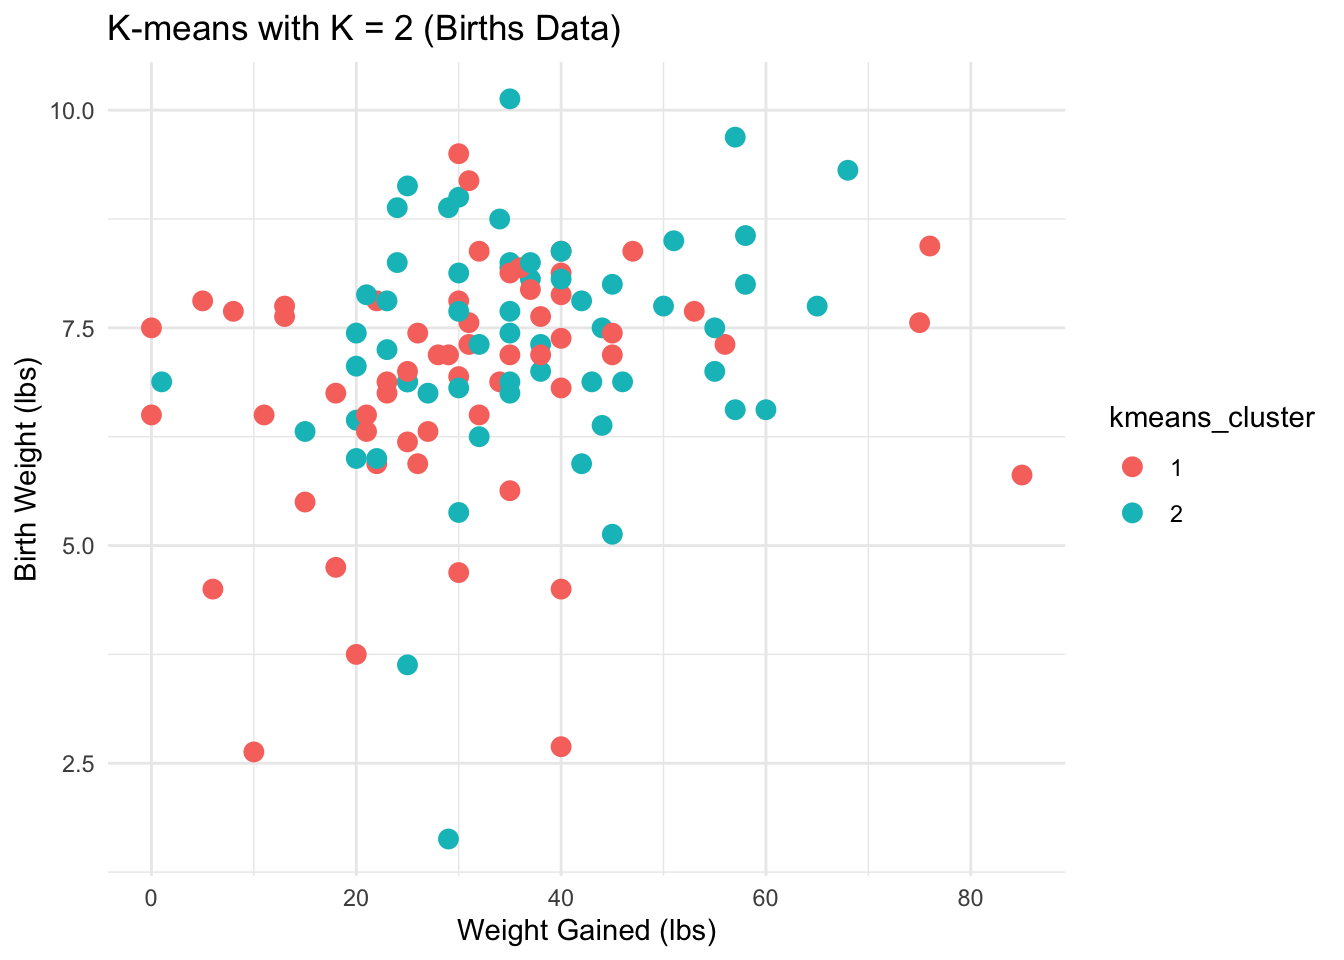 K-means with K = 2 (Births Data)
10.0
7.5
5.0
2.5
Birth Weight (lbs)
0 20 40 60 80
Weight Gained (lbs)
kmeans_cluster
1
2